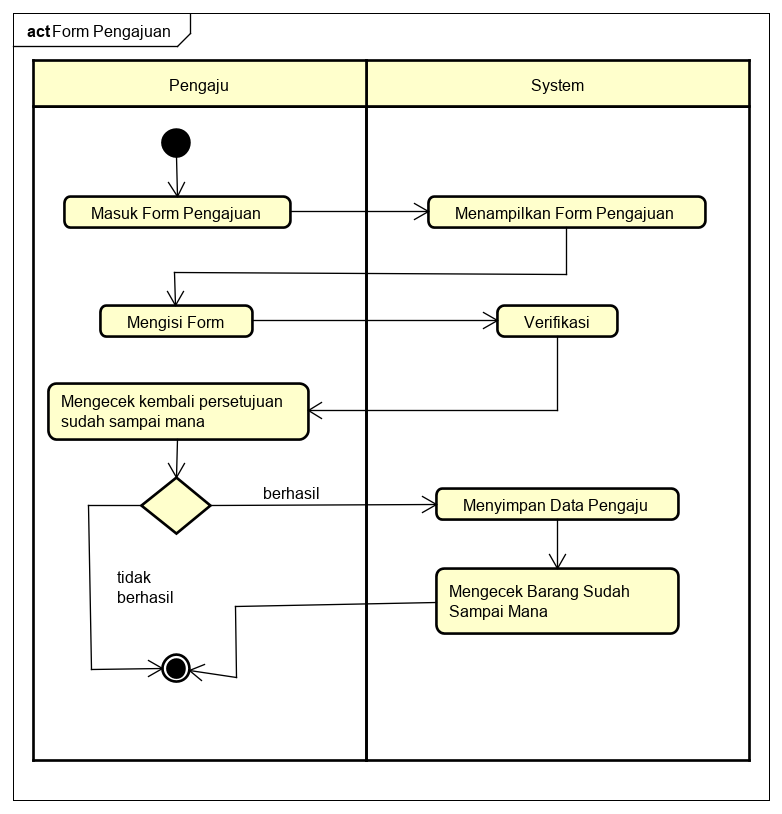 act Form Pengajuan
Pengaju
System
Masuk Form Pengajuan
Menampilkan Form Pengajuan
Mengisi Form
Verifikasi
Mengecek kembali persetujuan
sudah sampai mana
berhasil
Menyimpan Data Pengaju
tidak
berhasil
Mengecek Barang Sudah
Sampai Mana